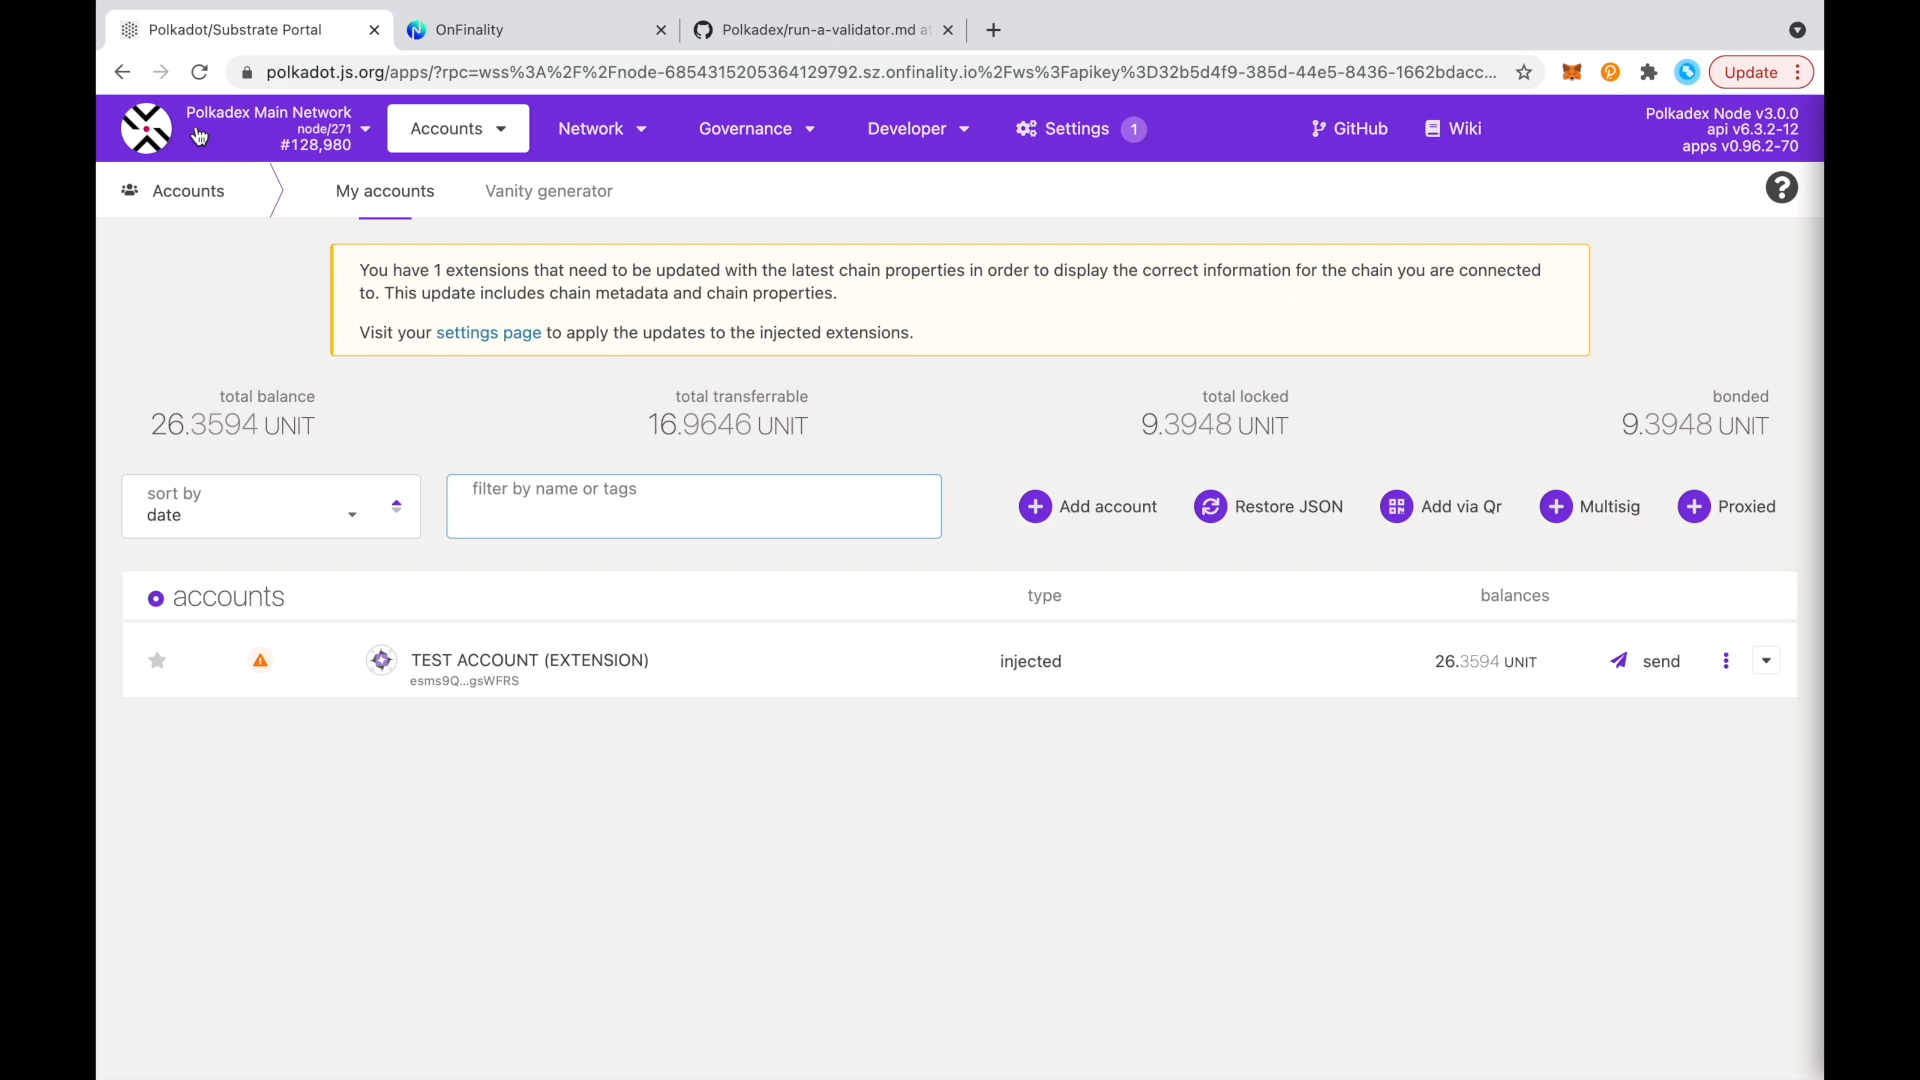 Polkadot/Substrate Portal
OnFinality
Polkadex/run-a-validator.md at
polkadot.js.org/apps/?rpc=wss%3A%2F%2Fnode-6854315205364129792.sz.onfinality.io%2Fws%3Fapikey%3D32b5d4f9-385d-44e5-8436-1662bdacc...
Update
Polkadex Main Network
node/271
#128,980
Accounts
Network
Governance
Developer
Settings
1
GitHub
Wiki
Polkadex Node v3.0.0
api v6.3.2-12
apps v0.96.2-70
Accounts
My accounts
Vanity generator
You have 1 extensions that need to be updated with the latest chain properties in order to display the correct information for the chain you are connected
to. This update includes chain metadata and chain properties.
Visit your settings page to apply the updates to the injected extensions.
total balance
26.3594 UNIT
total transferrable
16.9646 UNIT
total locked
9.3948 UNIT
bonded
9.3948 UNIT
sort by
date
filter by name or tags
Add account
Restore JSON
Add via Qr
Multisig
Proxied
accounts
type
balances
TEST ACCOUNT (EXTENSION)
esms9Q...gsWFRS
injected
26.3594 UNIT
send